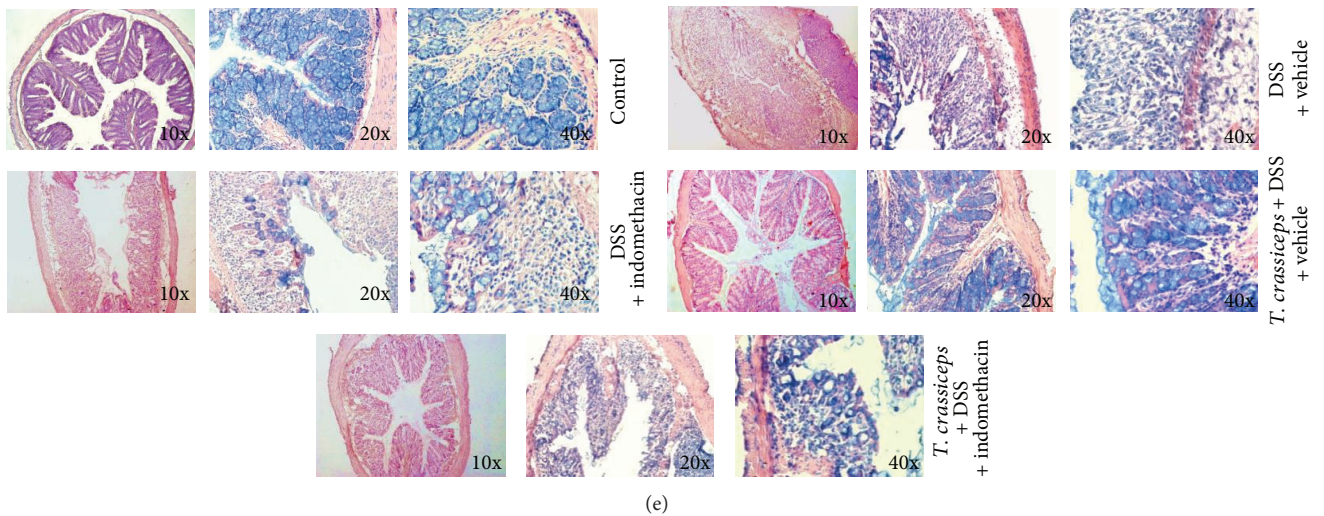 10x
20x
40x
Control
10x
20x
40x
DSS
+ vehicle
10x
20x
40x
DSS
+ indomethacin
10x
20x
40x
T. crassiceps + DSS
+ vehicle
10x
20x
40x
T. crassiceps
+ DSS
+ indomethacin
(e)